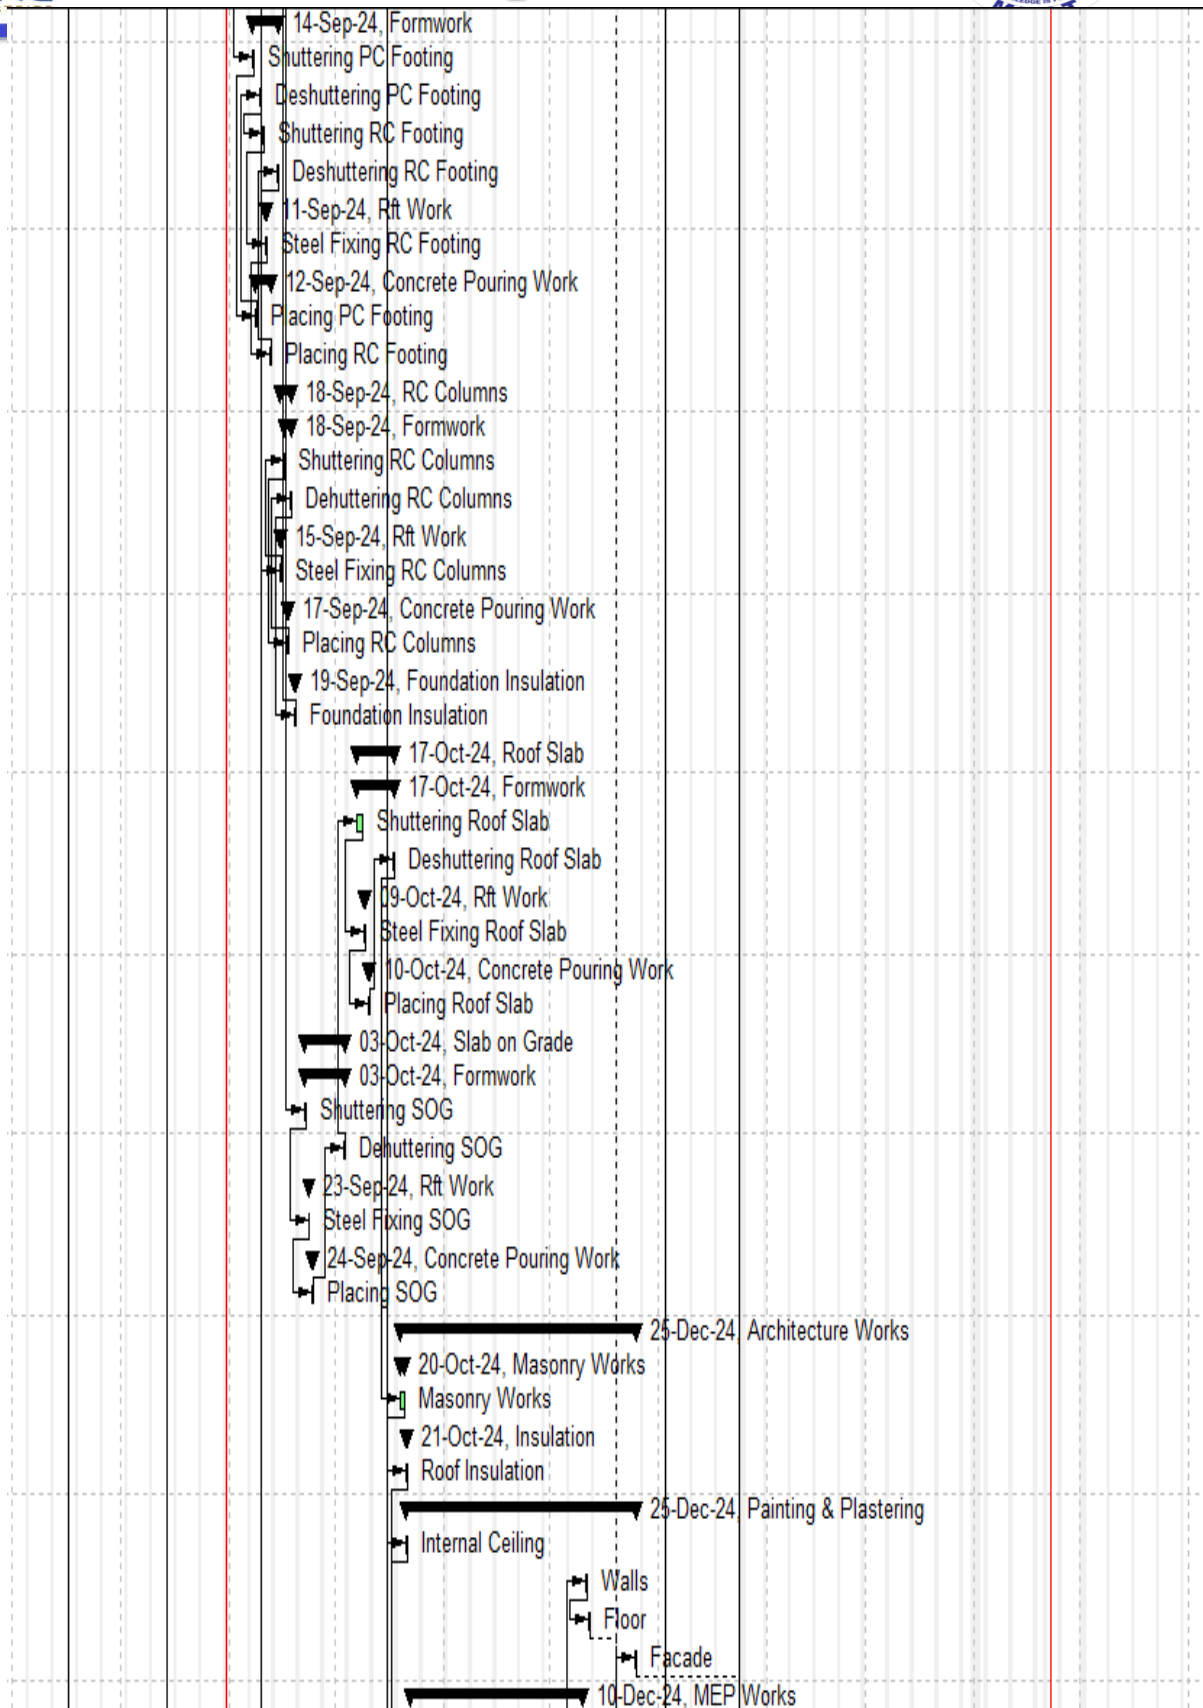 14-Sep-24, Formwork
Shuttering PC Footing
Deshuttering PC Footing
Shuttering RC Footing
Deshuttering RC Footing
11-Sep-24, Rft Work
Steel Fixing RC Footing
12-Sep-24, Concrete Pouring Work
Placing PC Footing
Placing RC Footing
18-Sep-24, RC Columns
18-Sep-24, Formwork
Shuttering RC Columns
Dehuttering RC Columns
15-Sep-24, Rft Work
Steel Fixing RC Columns
17-Sep-24, Concrete Pouring Work
Placing RC Columns
19-Sep-24, Foundation Insulation
Foundation Insulation
17-Oct-24, Roof Slab
17-Oct-24, Formwork
Shuttering Roof Slab
Deshuttering Roof Slab
09-Oct-24, Rft Work
Steel Fixing Roof Slab
10-Oct-24, Concrete Pouring Work
Placing Roof Slab
03-Oct-24, Slab on Grade
03-Oct-24, Formwork
Shuttering SOG
Dehuttering SOG
23-Sep-24, Rft Work
Steel Fixing SOG
24-Sep-24, Concrete Pouring Work
Placing SOG
25-Dec-24, Architecture Works
20-Oct-24, Masonry Works
Masonry Works
21-Oct-24, Insulation
Roof Insulation
25-Dec-24, Painting & Plastering
Internal Ceiling
Walls
Floor
Facade
10-Dec-24, MEP Works